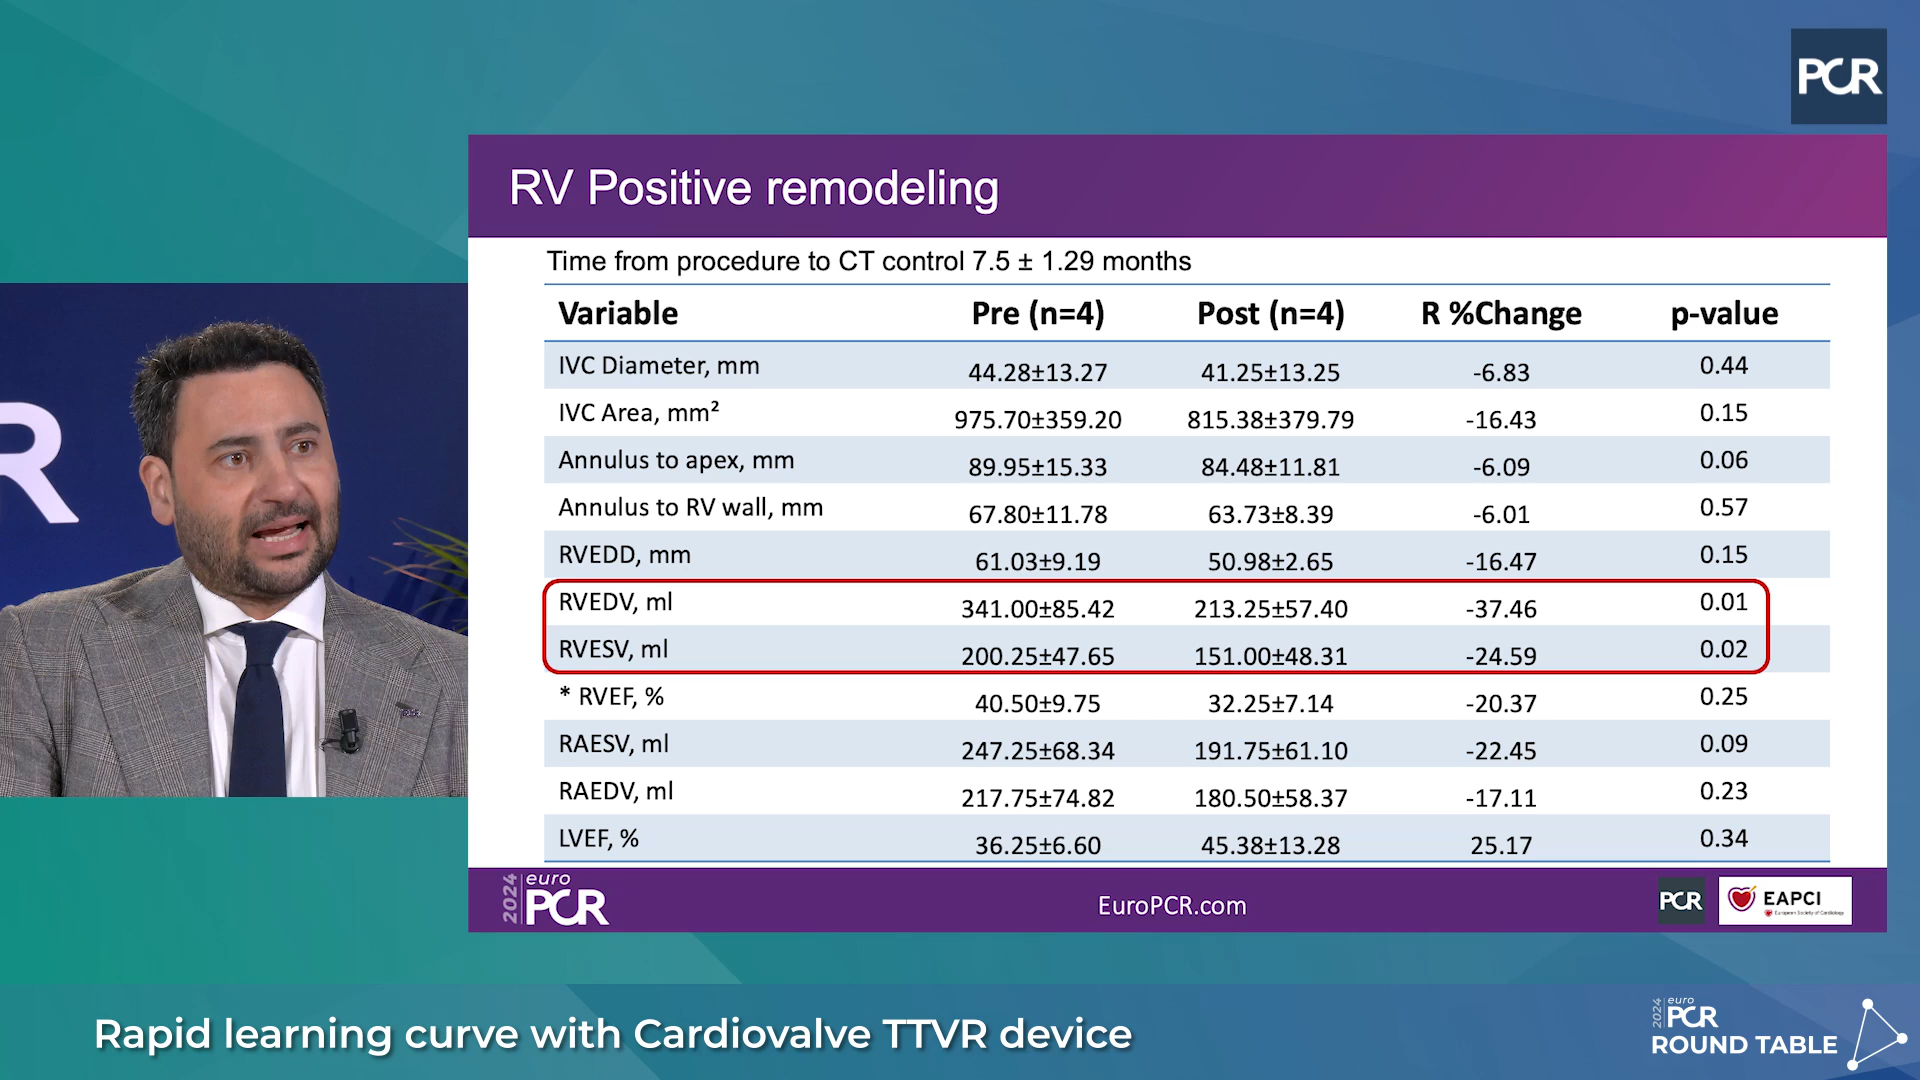 PCR
RV Positive remodeling
Time from procedure to CT control 7.5 ± 1.29 months
Variable Pre (n=4) Post (n=4) R %Change p-value
IVC Diameter, mm 44.28±13.27 41.25±13.25 -6.83 0.44
IVC Area, mm² 975.70±359.20 815.38±379.79 -16.43 0.15
Annulus to apex, mm 89.95±15.33 84.48±11.81 -6.09 0.06
Annulus to RV wall, mm 67.80±11.78 63.73±8.39 -6.01 0.57
RVEDD, mm 61.03±9.19 50.98±2.65 -16.47 0.15
RVEDV, ml 341.00±85.42 213.25±57.40 -37.46 0.01
RVESV, ml 200.25±47.65 151.00±48.31 -24.59 0.02
* RVEF, % 40.50±9.75 32.25±7.14 -20.37 0.25
RAESV, ml 247.25±68.34 191.75±61.10 -22.45 0.09
RAEDV, ml 217.75±74.82 180.50±58.37 -17.11 0.23
LVEF, % 36.25±6.60 45.38±13.28 25.17 0.34
2024 euro
PCR
EuroPCR.com
PCR
EAPCI
European Society of Cardiology
R
Rapid learning curve with Cardiovalve TTVR device
2024 euro
PCR
ROUND TABLE